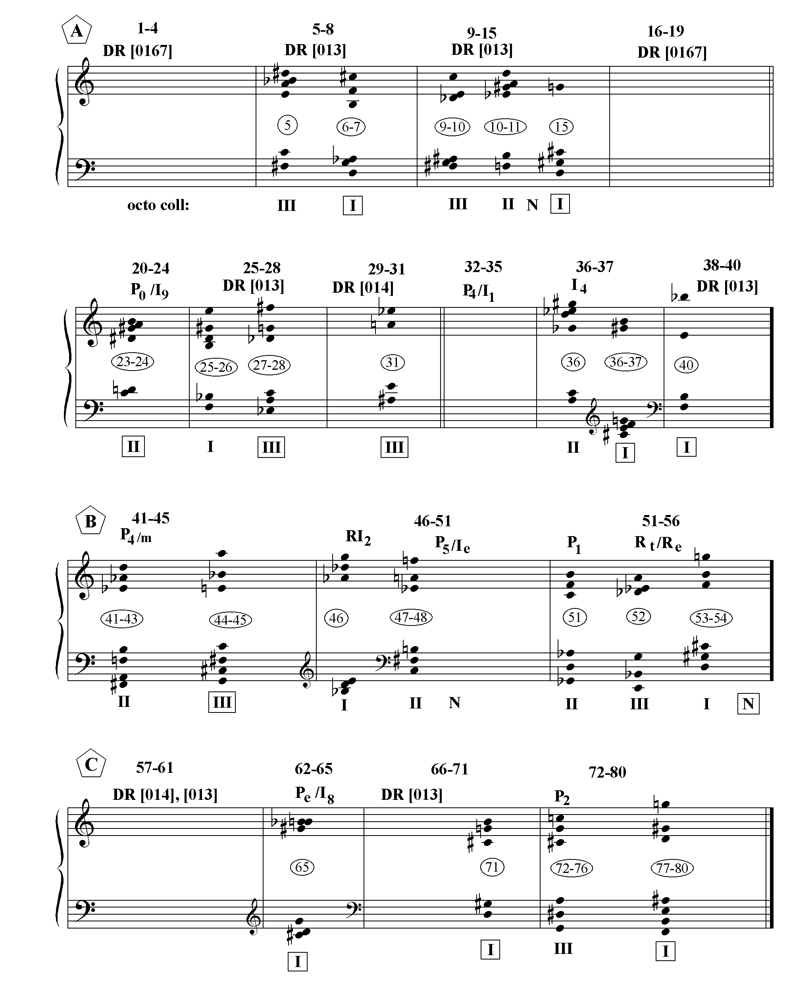 A 1-4 5-8 9-15 16-19
DR [0167] DR [013] DR [013] DR [0167]
5 6-7 9-10 10-11 15
octo coll: III I III II N I
20-24 25-28 29-31 32-35 36-37 38-40
P0 /I9 DR [013] DR [014] P4/I1 I4 DR [013]
23-24 25-26 27-28 31 36 36-37 40
II I III III II I I
B 41-45 46-51 51-56
P4/m RI2 P5/Ie P1 Rt/Re
41-43 44-45 46 47-48 51 52 53-54
II III I II N II III I N
C 57-61 62-65 66-71 72-80
DR [014], [013] Pe /I8 DR [013] P2
65 71 72-76 77-80
I I III I